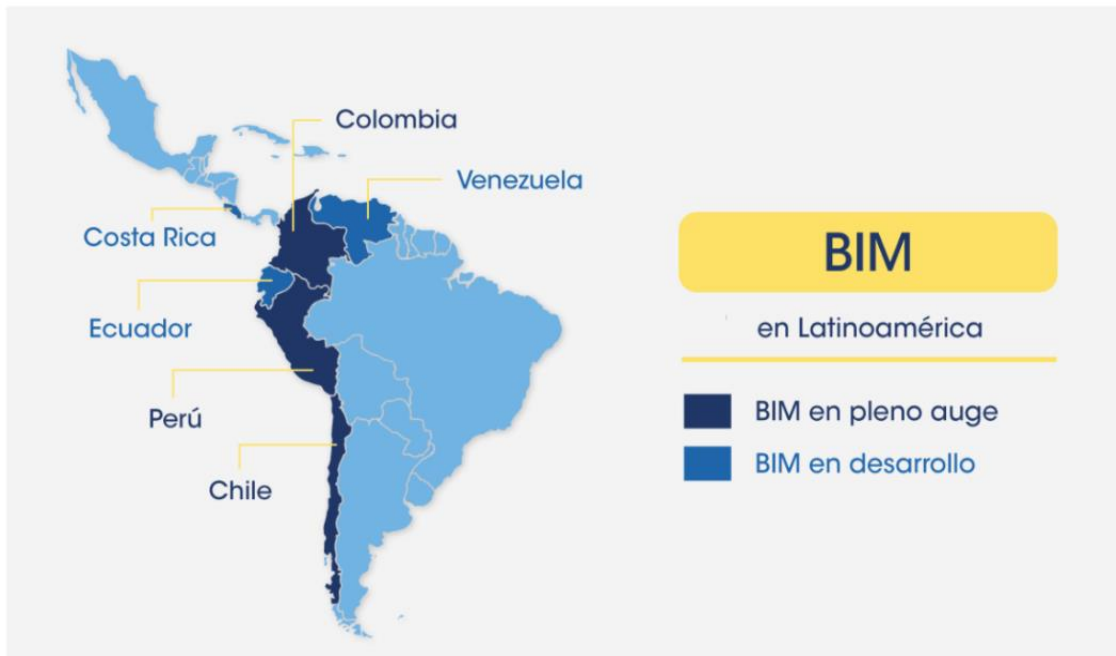 Colombia
Venezuela
Costa Rica
Ecuador
Perú
Chile
BIM
en Latinoamérica
BIM en pleno auge
BIM en desarrollo